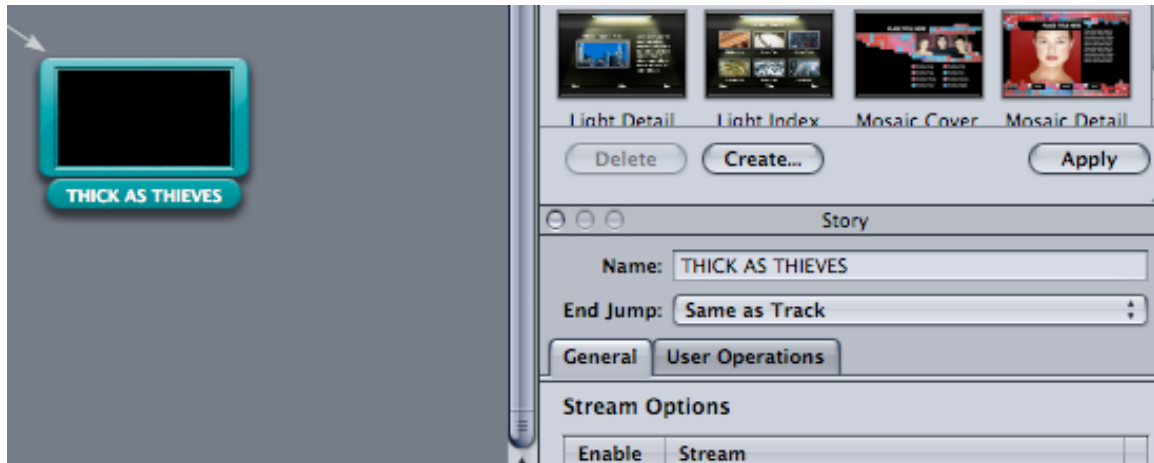 THICK AS THIEVES
Light Detail Light Index Mosaic Cover Mosaic Detail
Delete Create... Apply
Story
Name: THICK AS THIEVES
End Jump: Same as Track
General User Operations
Stream Options
Enable Stream